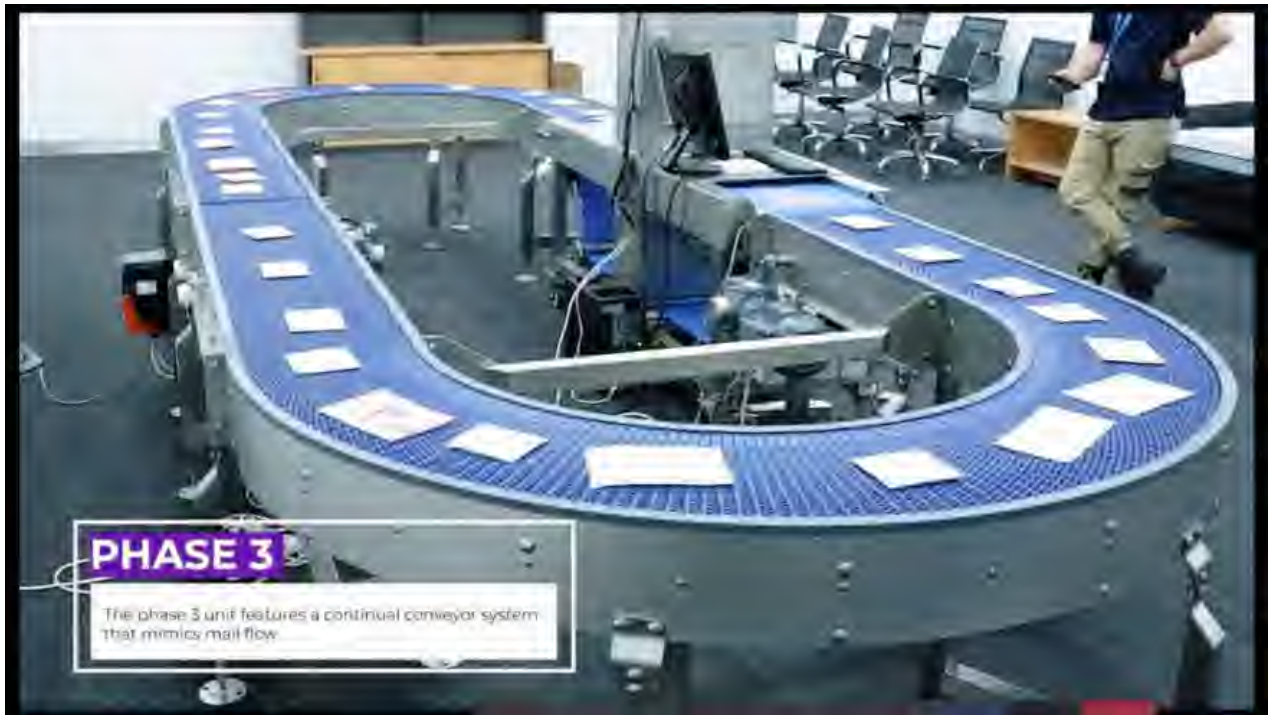 PHASE 3
The phase 3 unit features a continual conveyor system
that mimics mail flow